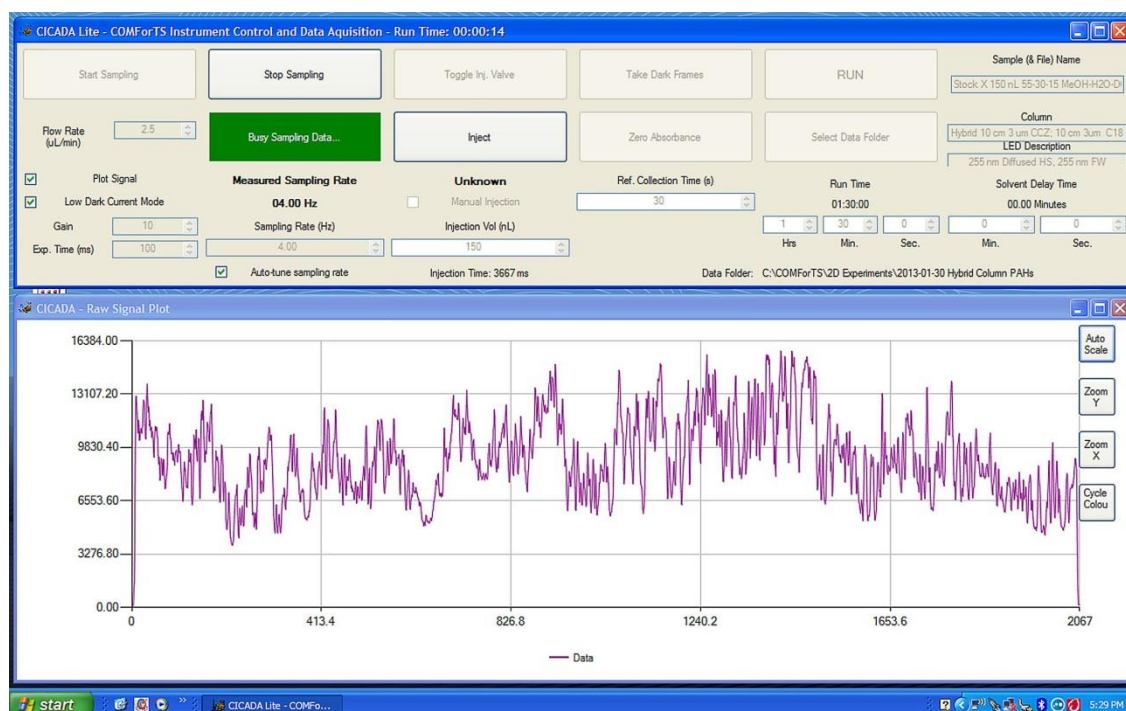 CICADA Lite - COMForTS Instrument Control and Data Aquisition - Run Time: 00:00:14
Start Sampling
Stop Sampling
Toggle Inj. Valve
Take Dark Frames
RUN
Sample (& File) Name
Stock X 150 nL 55-30-15 MeOH-H2O-D
Flow Rate
(uL/min)
2.5
Busy Sampling Data...
Inject
Zero Absorbance
Select Data Folder
Column
Hybrid 10 cm 3 um CCZ; 10 cm 3um C18
LED Description
255 nm Diffused HS, 255 nm FW
Plot Signal
Measured Sampling Rate
Unknown
Ref. Collection Time (s)
Run Time
Solvent Delay Time
Low Dark Current Mode
04.00 Hz
Manual Injection
30
01:30:00
00.00 Minutes
Gain
10
Sampling Rate (Hz)
Injection Vol (nL)
1
30
0
0
0
Exp. Time (ms)
100
4.00
150
Hrs
Min.
Sec.
Min.
Sec.
Auto-tune sampling rate
Injection Time: 3667 ms
Data Folder: C:\COMForTS\2D Experiments\2013-01-30 Hybrid Column PAHs
CICADA - Raw Signal Plot
16384.00
13107.20
9830.40
6553.60
3276.80
0.00
0
413.4
826.8
1240.2
1653.6
2067
Data
Auto
Scale
Zoom
Y
Zoom
X
Cycle
Colou
start
CICADA Lite - COMFo...
5:29 PM